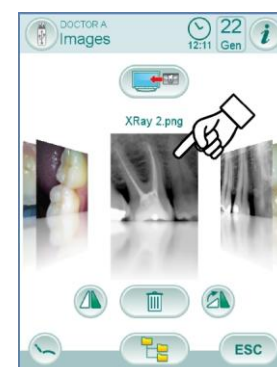 DOCTOR A
Images
12:11
22
Gen
i
XRay 2.png
ESC